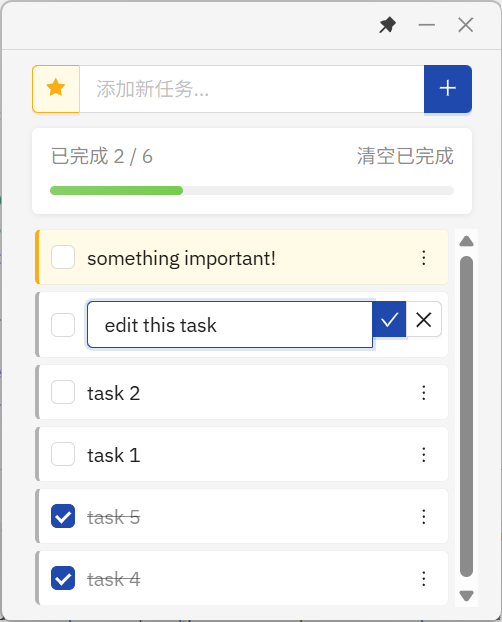 添加新任务...
已完成 2 / 6 清空已完成
something important!
edit this task
task 2
task 1
task 5
task 4